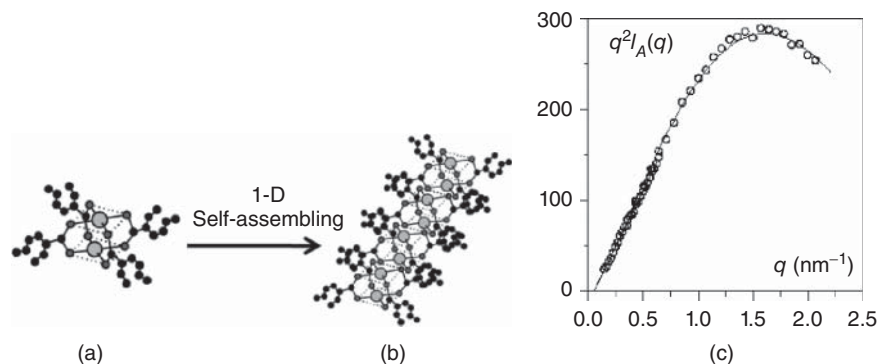 1-D
Self-assembling
(a)
(b)
300
200
100
0
q²I_A(q)
q (nm⁻¹)
0.0 0.5 1.0 1.5 2.0 2.5
(c)